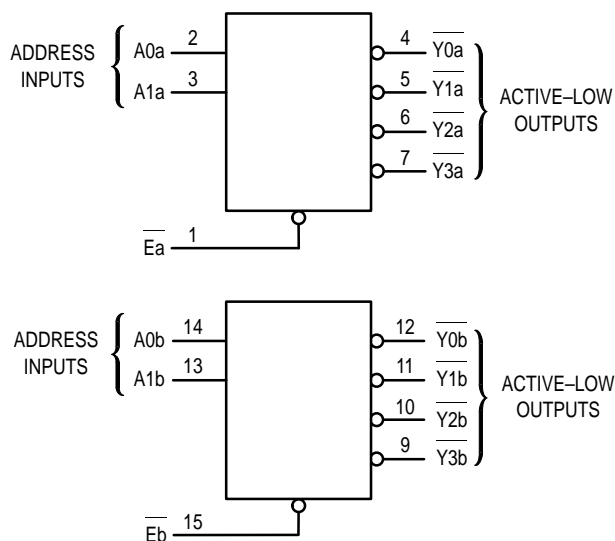 ADDRESS
INPUTS
A0a 2
A1a 3
4 Y0a
5 Y1a
6 Y2a
7 Y3a
ACTIVE–LOW
OUTPUTS
Ea 1
ADDRESS
INPUTS
A0b 14
A1b 13
12 Y0b
11 Y1b
10 Y2b
9 Y3b
ACTIVE–LOW
OUTPUTS
Eb 15